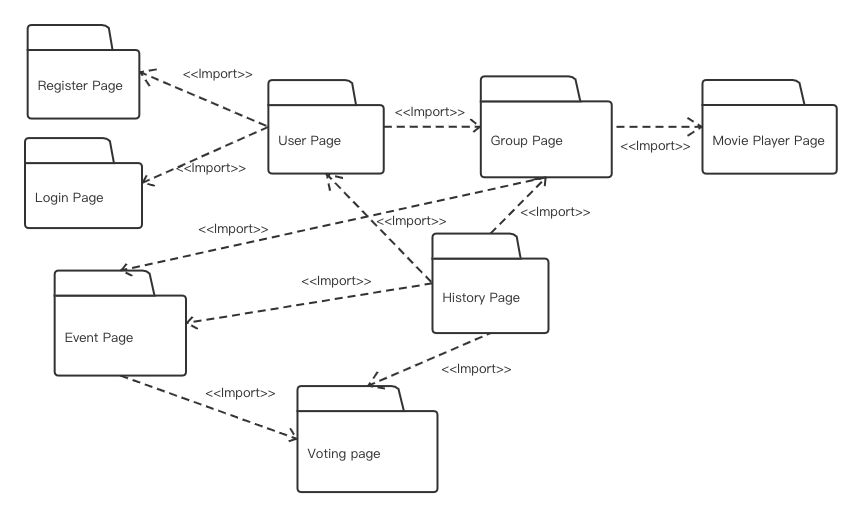 <<Import>>
Register Page
<<Import>>
User Page
Group Page
Movie Player Page
<<Import>>
<<Import>>
Login Page
<<Import>>
<<Import>>
<<Import>>
<<Import>>
History Page
Event Page
<<Import>>
<<Import>>
Voting page